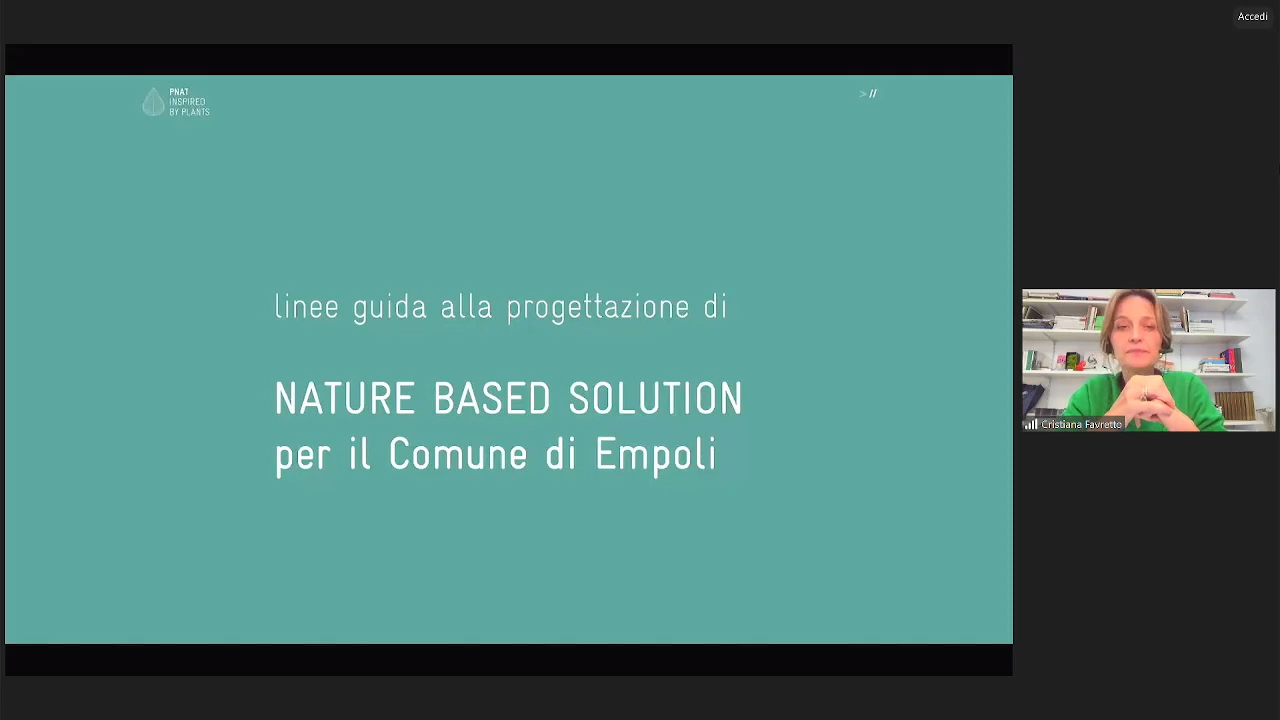 Accedi
PNAT
INSPIRED
BY PLANTS
> //
linee guida alla progettazione di
NATURE BASED SOLUTION
per il Comune di Empoli
Cristiana Favretto